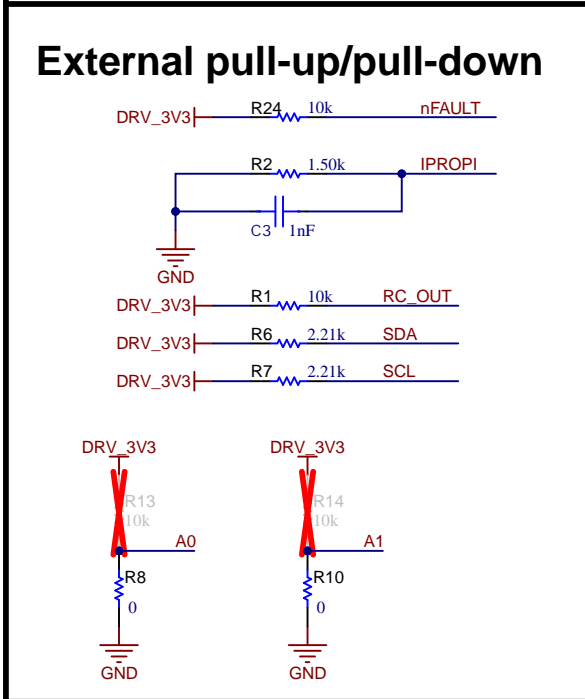 External pull-up/pull-down
DRV_3V3 R24 10k nFAULT
R2 1.50k IPROPI
C3 1nF
GND
DRV_3V3 R1 10k RC_OUT
DRV_3V3 R6 2.21k SDA
DRV_3V3 R7 2.21k SCL
DRV_3V3 DRV_3V3
R13 R14
10k 10k
A0 A1
R8 R10
0 0
GND GND